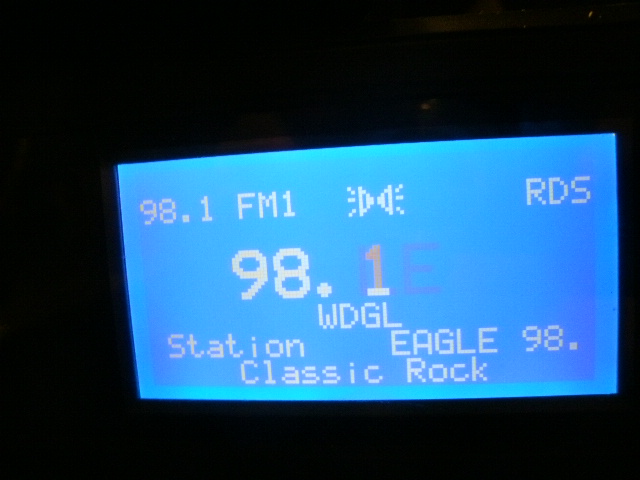 98.1 FM1 RDS
98.1
WDGL
Station EAGLE 98.
Classic Rock